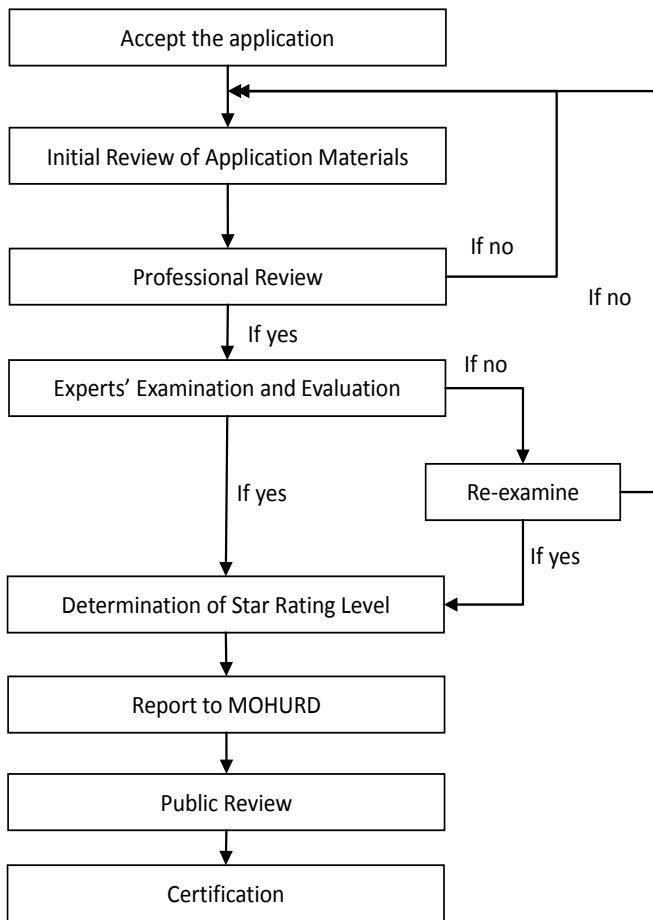 Accept the application
Initial Review of Application Materials
If no
Professional Review
If no
If yes
If no
Experts’ Examination and Evaluation
If yes
Re-examine
If yes
Determination of Star Rating Level
Report to MOHURD
Public Review
Certification